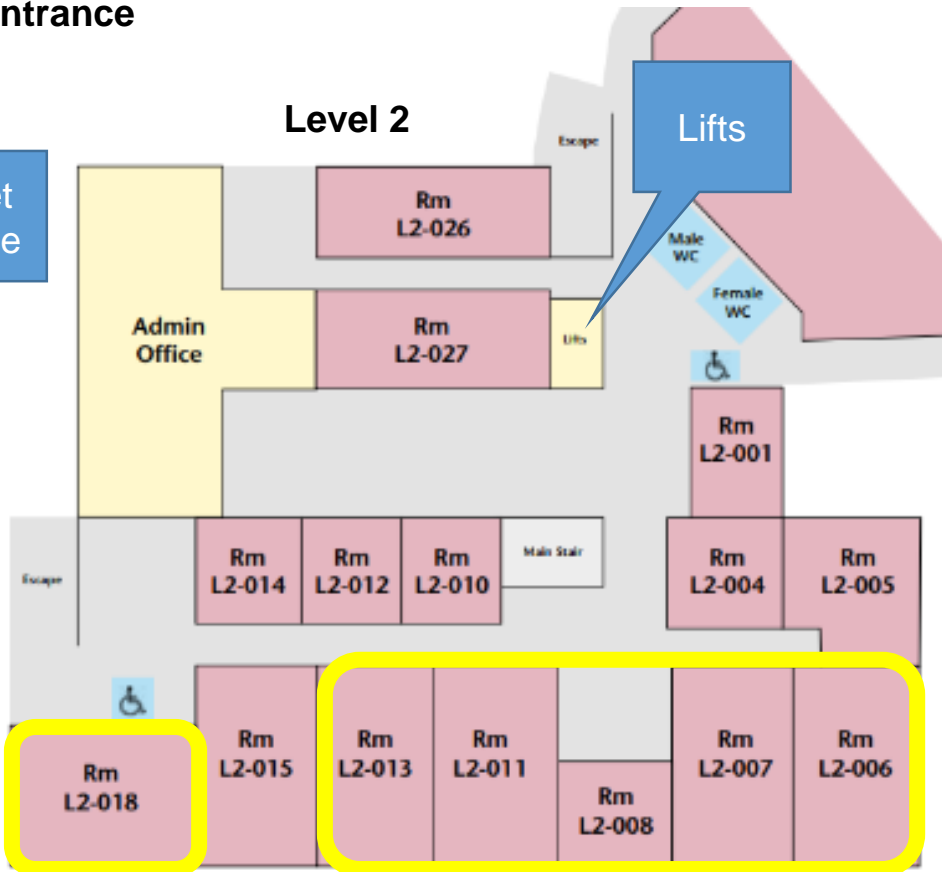 ntrance
Level 2
Lifts
et
e
Escape
Rm
L2-026
Male
WC
Female
WC
Admin
Office
Rm
L2-027
Lifts
Rm
L2-001
Escape
Rm
L2-014
Rm
L2-012
Rm
L2-010
Main Stair
Rm
L2-004
Rm
L2-005
Rm
L2-018
Rm
L2-015
Rm
L2-013
Rm
L2-011
Rm
L2-008
Rm
L2-007
Rm
L2-006